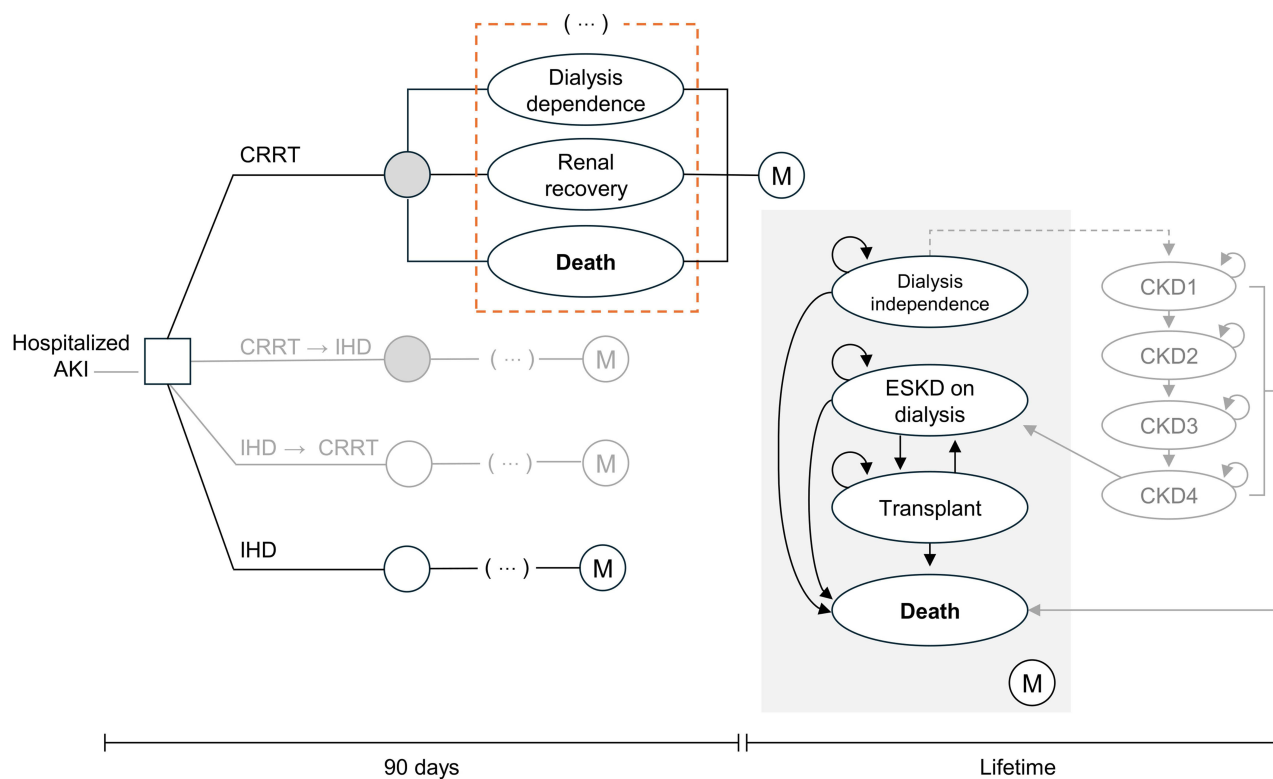 ( ··· )
Dialysis
dependence
CRRT
Renal
recovery
M
Death
Hospitalized
AKI
CRRT → IHD
( ··· )
M
IHD → CRRT
( ··· )
M
IHD
( ··· )
M
Dialysis
independence
ESKD on
dialysis
Transplant
Death
M
CKD1
CKD2
CKD3
CKD4
90 days
Lifetime